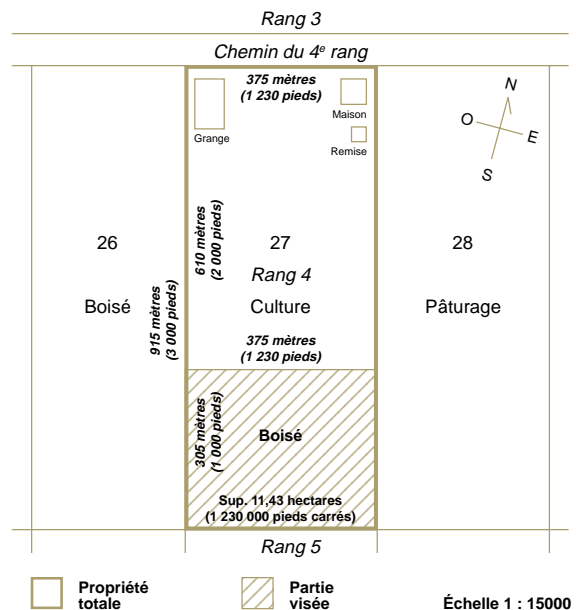 Rang 3
Chemin du 4e rang
375 mètres
(1 230 pieds)
Grange
Maison
Remise
N
O
E
S
610 mètres
(2 000 pieds)
26
27
28
Rang 4
Boisé
Culture
Pâturage
915 mètres
(3 000 pieds)
375 mètres
(1 230 pieds)
305 mètres
(1 000 pieds)
Boisé
Sup. 11,43 hectares
(1 230 000 pieds carrés)
Rang 5
Propriété
totale
Partie
visée
Échelle 1 : 15000